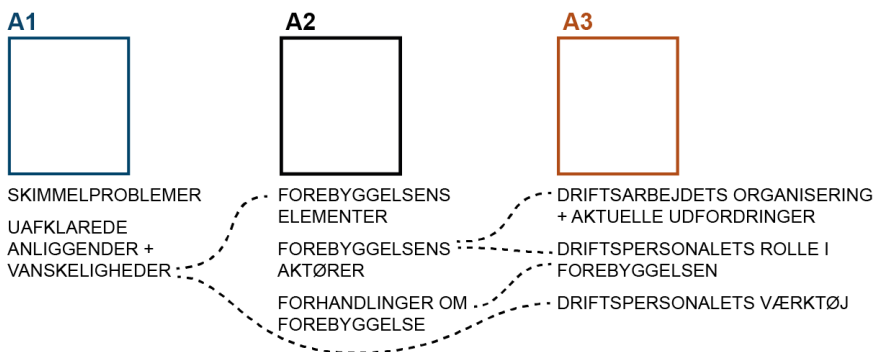 A1
SKIMMELPROBLEMER
UAFKLAREDE
ANLIGGENDER +
VANSKELIGHEDER
A2
FOREBYGGELSENS
ELEMENTER
FOREBYGGELSENS
AKTØRER
FORHANDLINGER OM
FOREBYGGELSE
A3
DRIFTSARBEJDETS ORGANISERING
+ AKTUELLE UDFORDRINGER
DRIFTSPERSONALETS ROLLE I
FOREBYGGELSEN
DRIFTSPERSONALETS VÆRKTØJ